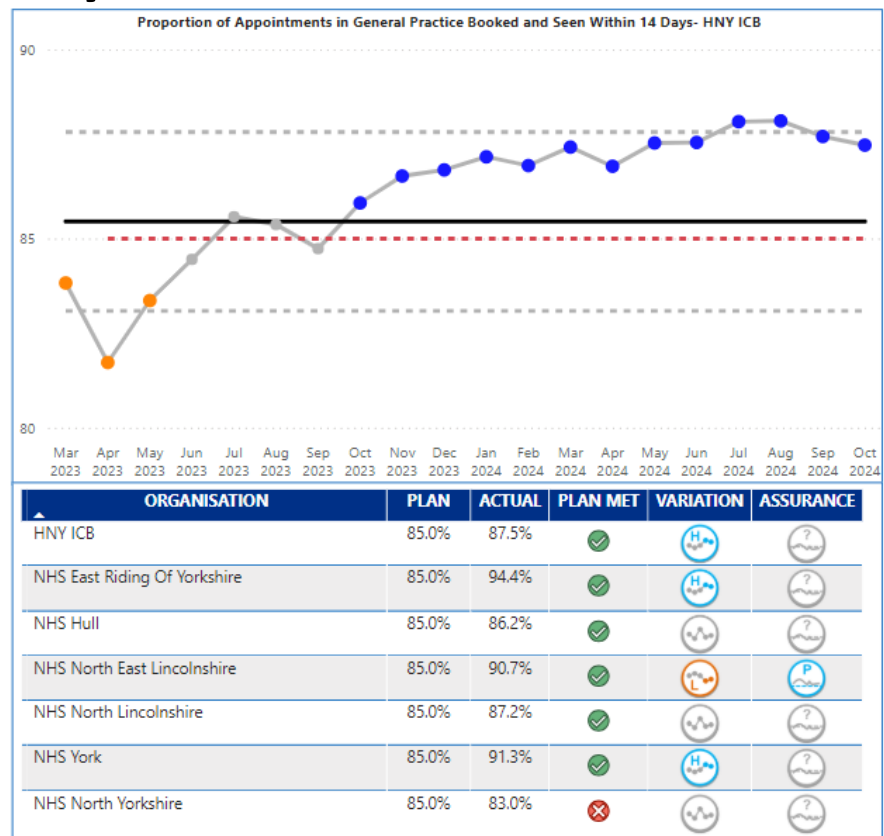 Proportion of Appointments in General Practice Booked and Seen Within 14 Days- HNY ICB
90
85
80
Mar Apr May Jun Jul Aug Sep Oct Nov Dec Jan Feb Mar Apr May Jun Jul Aug Sep Oct
2023 2023 2023 2023 2023 2023 2023 2023 2023 2023 2024 2024 2024 2024 2024 2024 2024 2024 2024 2024
ORGANISATION PLAN ACTUAL PLAN MET VARIATION ASSURANCE
HNY ICB 85.0% 87.5% H ?
NHS East Riding Of Yorkshire 85.0% 94.4% H ?
NHS Hull 85.0% 86.2% ?
NHS North East Lincolnshire 85.0% 90.7% L P
NHS North Lincolnshire 85.0% 87.2% ?
NHS York 85.0% 91.3% H ?
NHS North Yorkshire 85.0% 83.0% ?